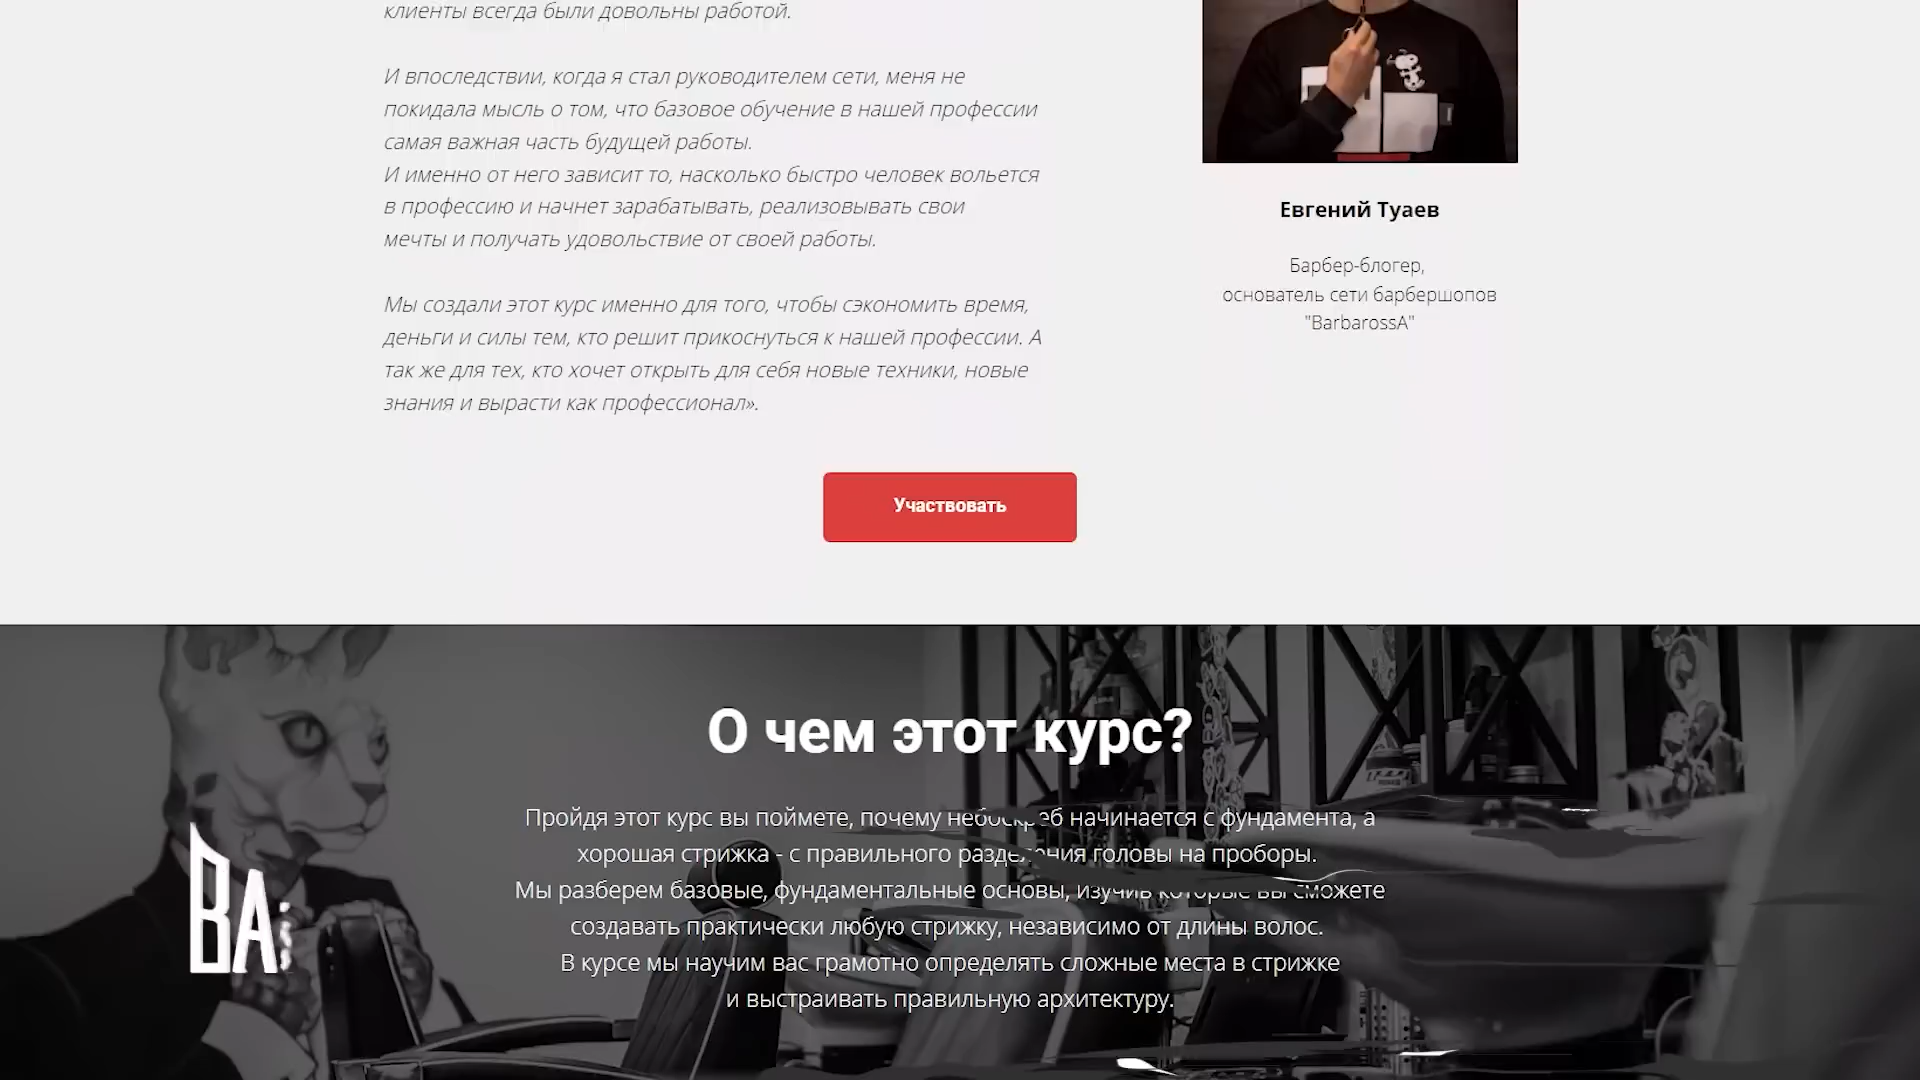 клиенты всегда были довольны работой.
И впоследствии, когда я стал руководителем сети, меня не
покидала мысль о том, что базовое обучение в нашей профессии
самая важная часть будущей работы.
И именно от него зависит то, насколько быстро человек вольется
в профессию и начнет зарабатывать, реализовывать свои
мечты и получать удовольствие от своей работы.
Мы создали этот курс именно для того, чтобы сэкономить время,
деньги и силы тем, кто решит прикоснуться к нашей профессии. А
так же для тех, кто хочет открыть для себя новые техники, новые
знания и вырасти как профессионал».
Евгений Туаев
Барбер-блогер,
основатель сети барбершопов
"BarbarossA"
Участвовать
О чем этот курс?
Пройдя этот курс вы поймете, почему небоскреб начинается с фундамента, а
хорошая стрижка - с правильного разделения головы на проборы.
Мы разберем базовые, фундаментальные основы, изучив которые вы сможете
создавать практически любую стрижку, независимо от длины волос.
В курсе мы научим вас грамотно определять сложные места в стрижке
и выстраивать правильную архитектуру.